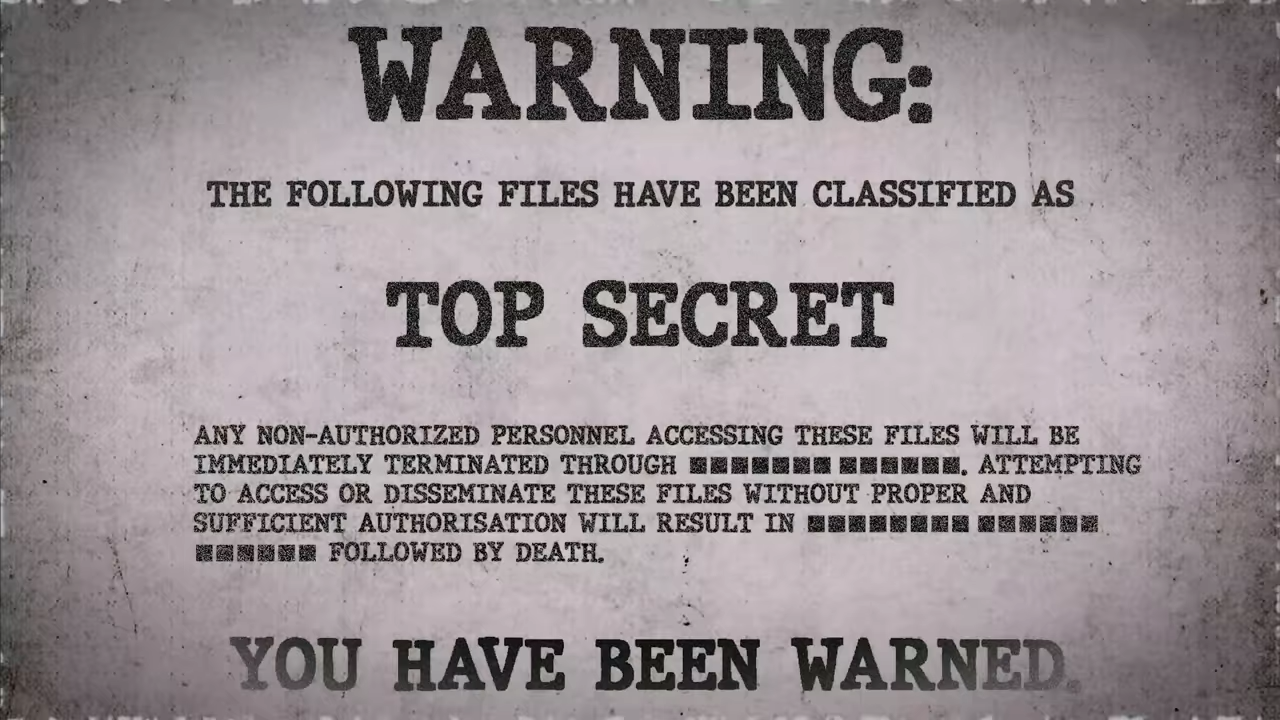 WARNING:
THE FOLLOWING FILES HAVE BEEN CLASSIFIED AS
TOP SECRET
ANY NON-AUTHORIZED PERSONNEL ACCESSING THESE FILES WILL BE
IMMEDIATELY TERMINATED THROUGH ■■■■■■■ ■■■■■■. ATTEMPTING
TO ACCESS OR DISSEMINATE THESE FILES WITHOUT PROPER AND
SUFFICIENT AUTHORISATION WILL RESULT IN ■■■■■■■■ ■■■■■■
■■■■■■ FOLLOWED BY DEATH.
YOU HAVE BEEN WARNED.